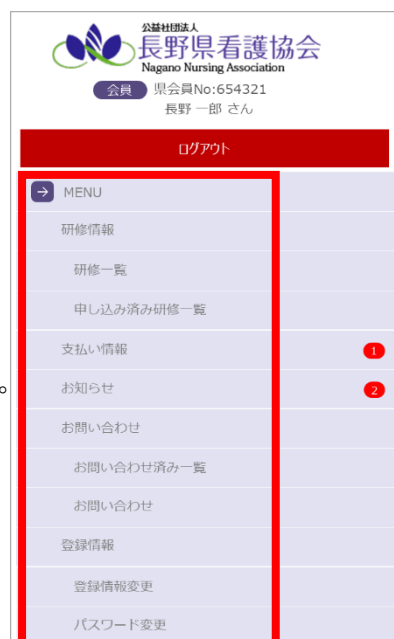 公益社団法人
長野県看護協会
Nagano Nursing Association
会員 県会員No:654321
長野 一郎 さん
ログアウト
MENU
研修情報
研修一覧
申し込み済み研修一覧
支払い情報 1
。
お知らせ 2
お問い合わせ
お問い合わせ済み一覧
お問い合わせ
登録情報
登録情報変更
パスワード変更